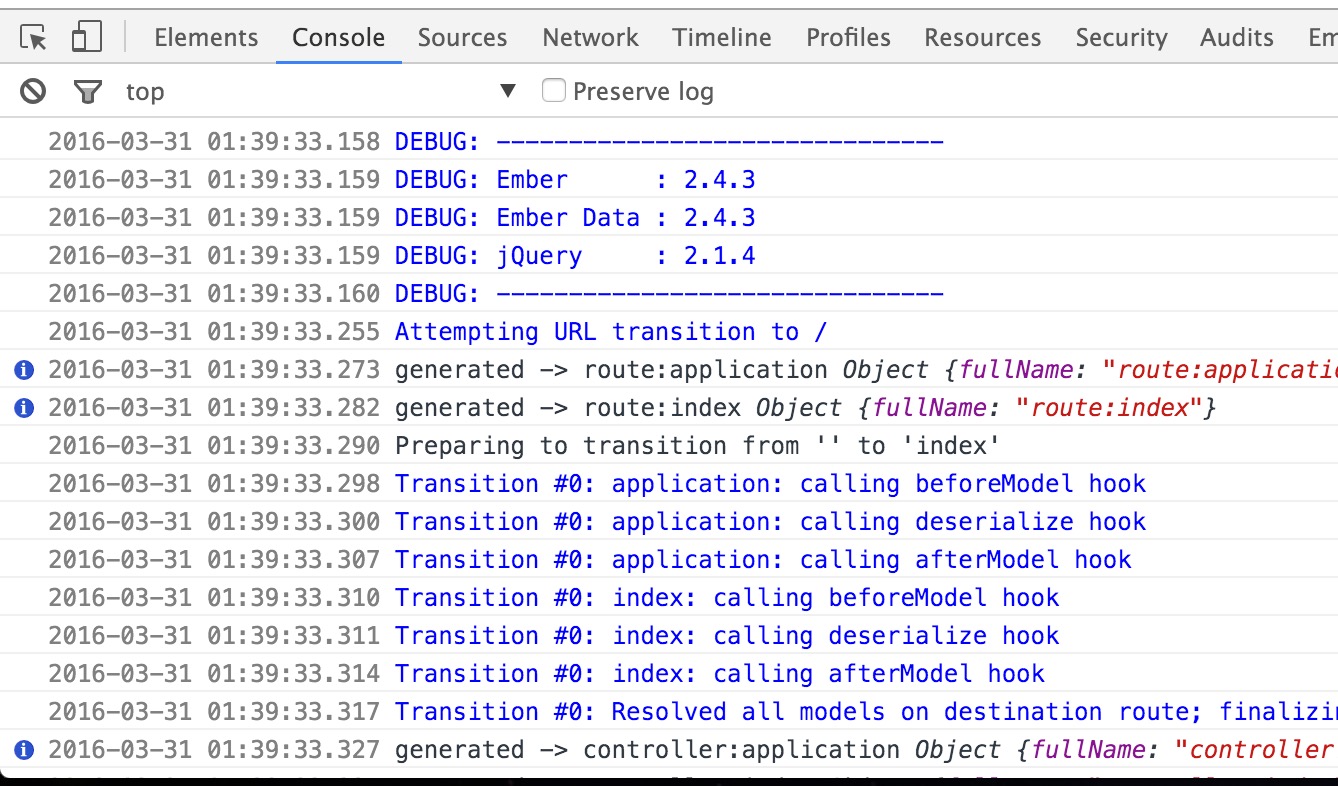 Elements Console Sources Network Timeline Profiles Resources Security Audits
top ▼ Preserve log
2016-03-31 01:39:33.158 DEBUG: -------------------------------
2016-03-31 01:39:33.159 DEBUG: Ember      : 2.4.3
2016-03-31 01:39:33.159 DEBUG: Ember Data : 2.4.3
2016-03-31 01:39:33.159 DEBUG: jQuery     : 2.1.4
2016-03-31 01:39:33.160 DEBUG: -------------------------------
2016-03-31 01:39:33.255 Attempting URL transition to /
2016-03-31 01:39:33.273 generated -> route:application Object {fullName: "route:applicatio
2016-03-31 01:39:33.282 generated -> route:index Object {fullName: "route:index"}
2016-03-31 01:39:33.290 Preparing to transition from '' to 'index'
2016-03-31 01:39:33.298 Transition #0: application: calling beforeModel hook
2016-03-31 01:39:33.300 Transition #0: application: calling deserialize hook
2016-03-31 01:39:33.307 Transition #0: application: calling afterModel hook
2016-03-31 01:39:33.310 Transition #0: index: calling beforeModel hook
2016-03-31 01:39:33.311 Transition #0: index: calling deserialize hook
2016-03-31 01:39:33.314 Transition #0: index: calling afterModel hook
2016-03-31 01:39:33.317 Transition #0: Resolved all models on destination route; finalizin
2016-03-31 01:39:33.327 generated -> controller:application Object {fullName: "controller